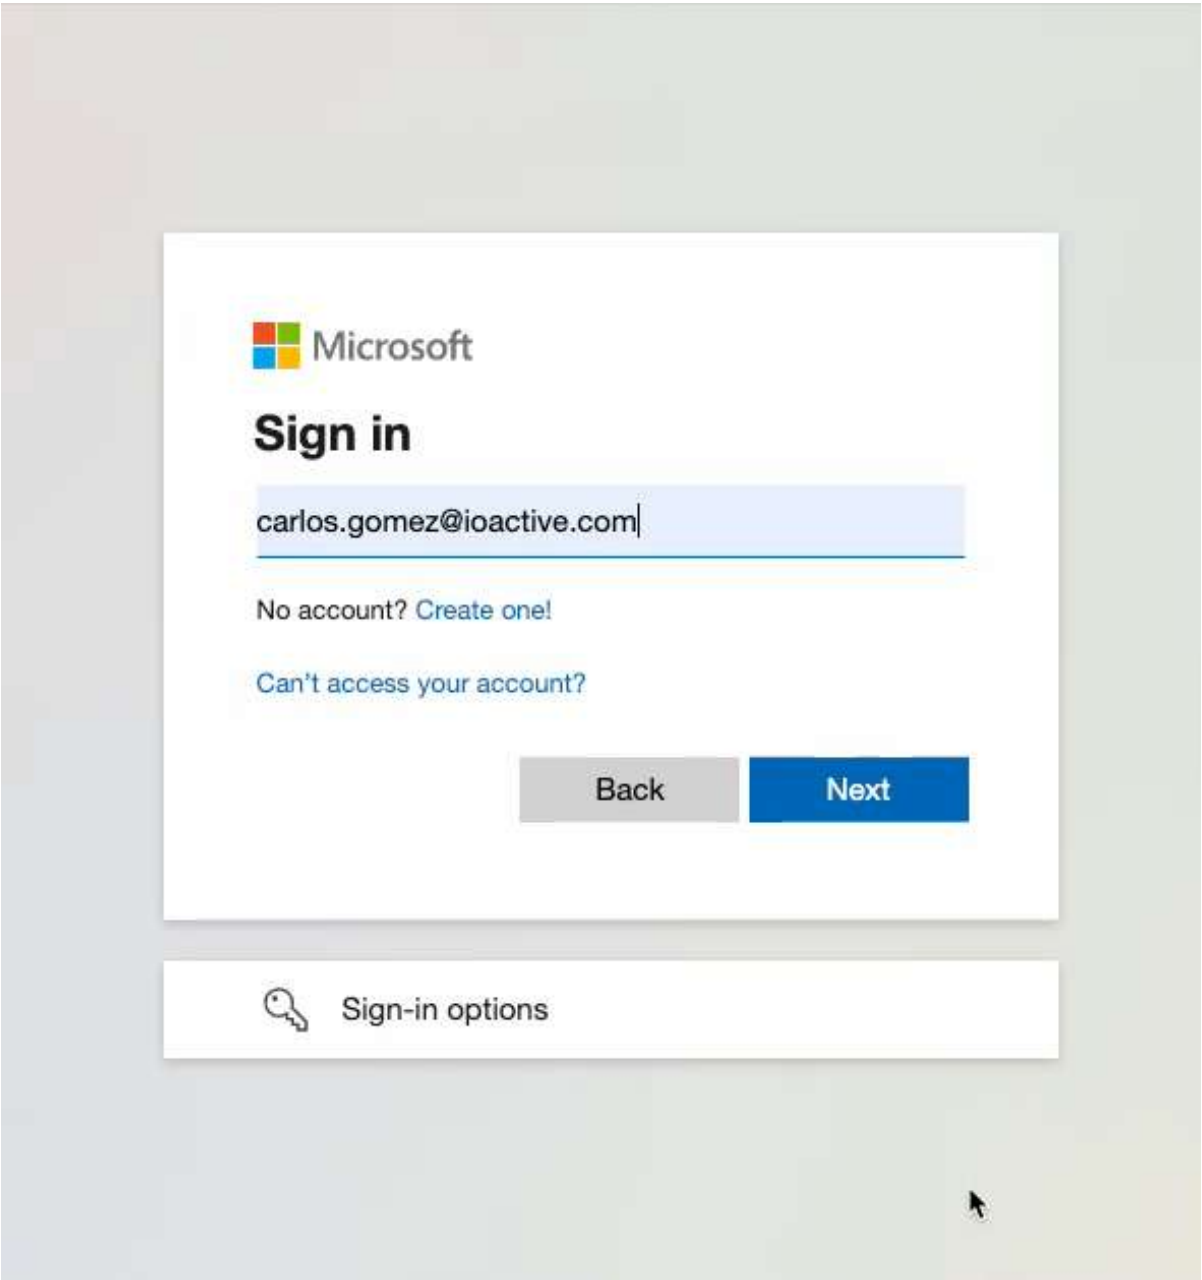 Microsoft
Sign in
carlos.gomez@ioactive.com
No account? Create one!
Can't access your account?
Back Next
Sign-in options